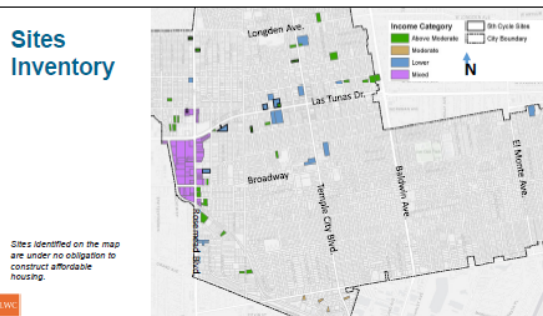 Sites
Inventory
Income Category
Above Moderate
Moderate
Lower
Mixed
5th Cycle Sites
City Boundary
N
Longden Ave.
Las Tunas Dr.
Broadway
Rosemead Blvd
Temple City Blvd.
Baldwin Ave.
El Monte Ave.
Sites identified on the map
are under no obligation to
construct affordable
housing.
LWC